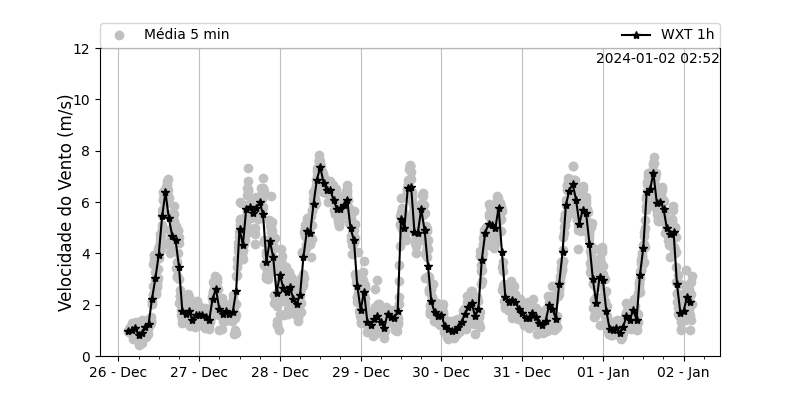 Média 5 min
WXT 1h
2024-01-02 02:52
Velocidade do Vento (m/s)
12
10
8
6
4
2
0
26 - Dec
27 - Dec
28 - Dec
29 - Dec
30 - Dec
31 - Dec
01 - Jan
02 - Jan